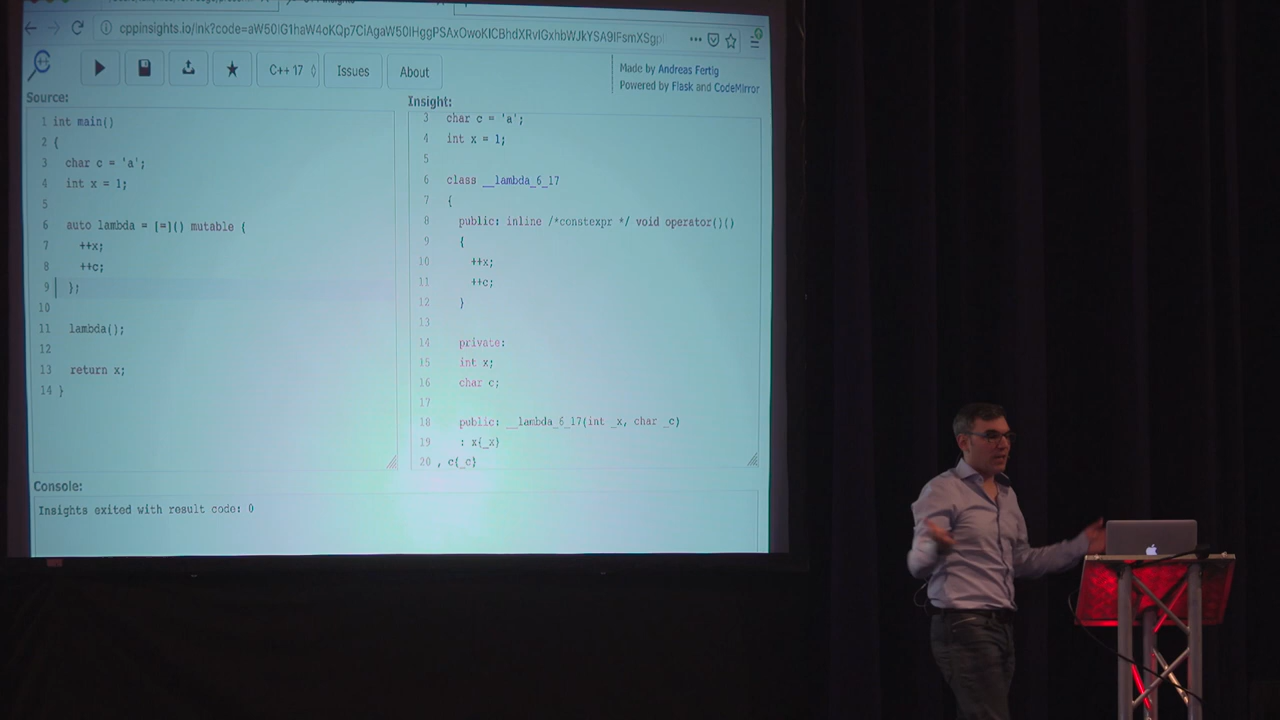 cppinsights.io/lnk?code=
C++ 17
Issues
About
Made by Andreas Fertig
Powered by Flask and CodeMirror
Source:
1 int main()
2 {
3 char c = 'a';
4 int x = 1;
5
6 auto lambda = [=]() mutable {
7 ++x;
8 ++c;
9 };
10
11 lambda();
12
13 return x;
14 }
Insight:
3 char c = 'a';
4 int x = 1;
5
6 class __lambda_6_17
7 {
8 public: inline /*constexpr */ void operator()()
9 {
10 ++x;
11 ++c;
12 }
13
14 private:
15 int x;
16 char c;
17
18 public: __lambda_6_17(int _x, char _c)
19 : x{_x}
20 , c{_c}
Console:
Insights exited with result code: 0